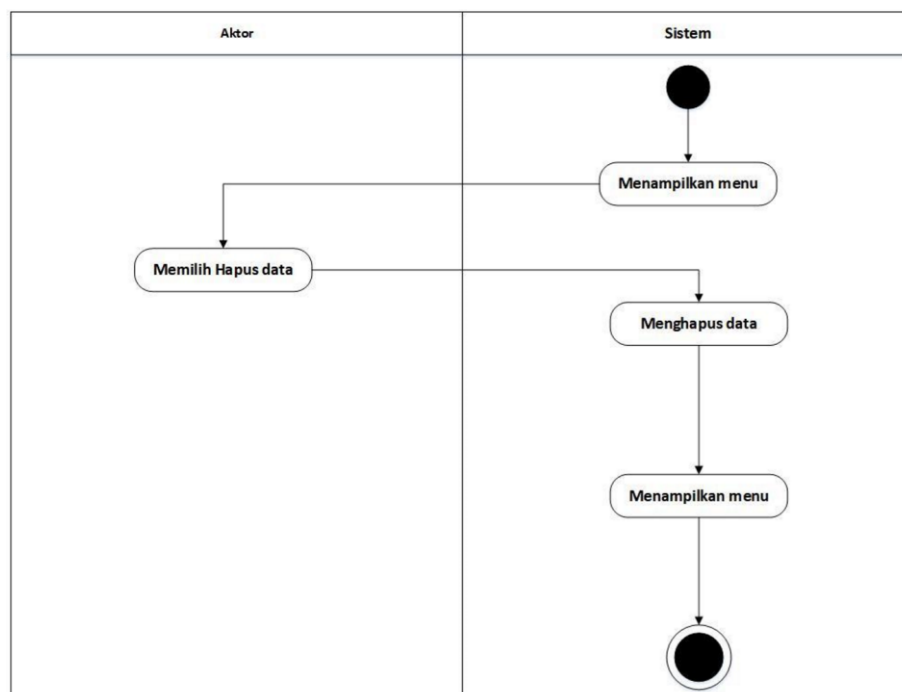 Aktor
Sistem
Menampilkan menu
Memilih Hapus data
Menghapus data
Menampilkan menu